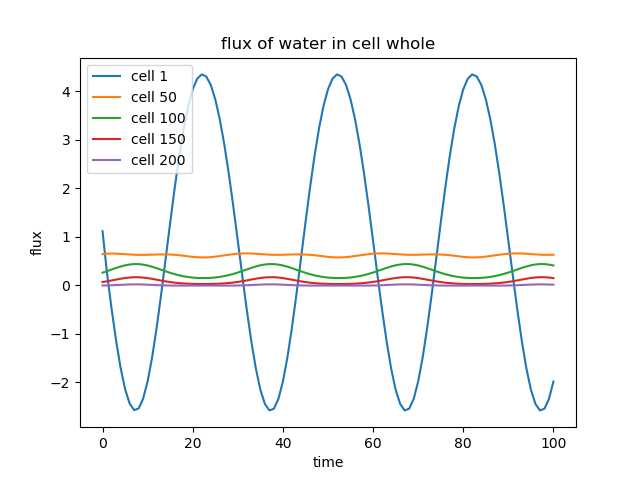 flux of water in cell whole
cell 1
cell 50
cell 100
cell 150
cell 200
4
3
2
1
0
−1
−2
flux
0 20 40 60 80 100
time